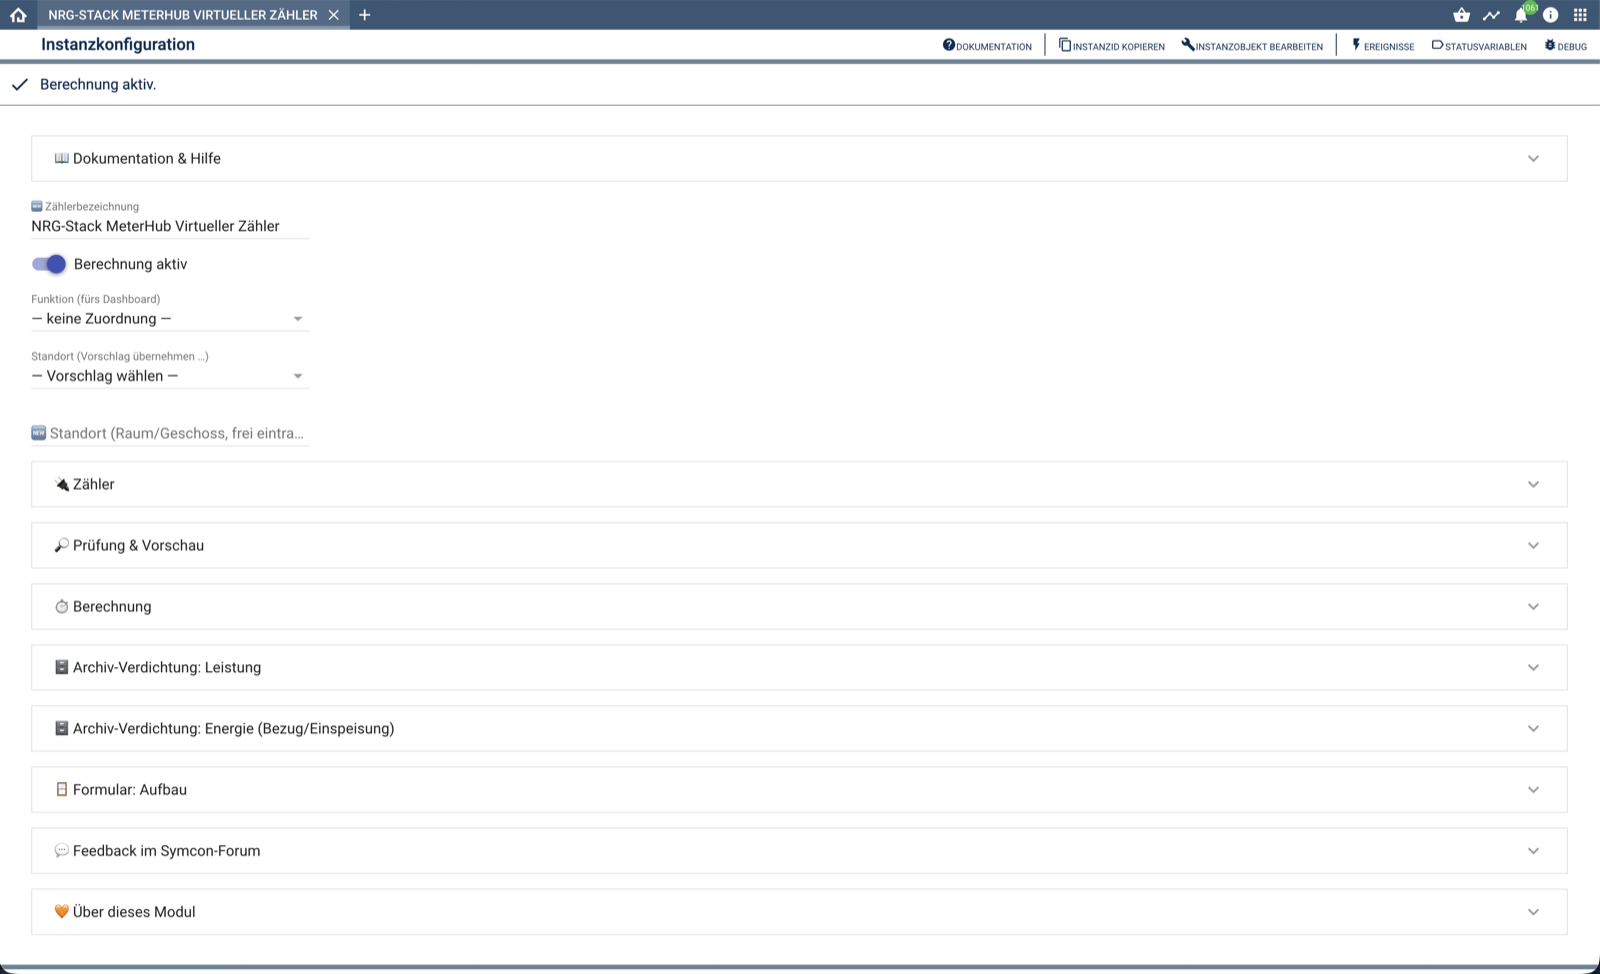 NRG-STACK METERHUB VIRTUELLER ZÄHLER
1061
Instanzkonfiguration
DOKUMENTATION
INSTANZID KOPIEREN
INSTANZOBJEKT BEARBEITEN
EREIGNISSE
STATUSVARIABLEN
DEBUG
Berechnung aktiv.
Dokumentation & Hilfe
Zählerbezeichnung
NRG-Stack MeterHub Virtueller Zähler
Berechnung aktiv
Funktion (fürs Dashboard)
— keine Zuordnung —
Standort (Vorschlag übernehmen ...)
— Vorschlag wählen —
NEW Standort (Raum/Geschoss, frei eintra...
Zähler
Prüfung & Vorschau
Berechnung
Archiv-Verdichtung: Leistung
Archiv-Verdichtung: Energie (Bezug/Einspeisung)
Formular: Aufbau
Feedback im Symcon-Forum
Über dieses Modul